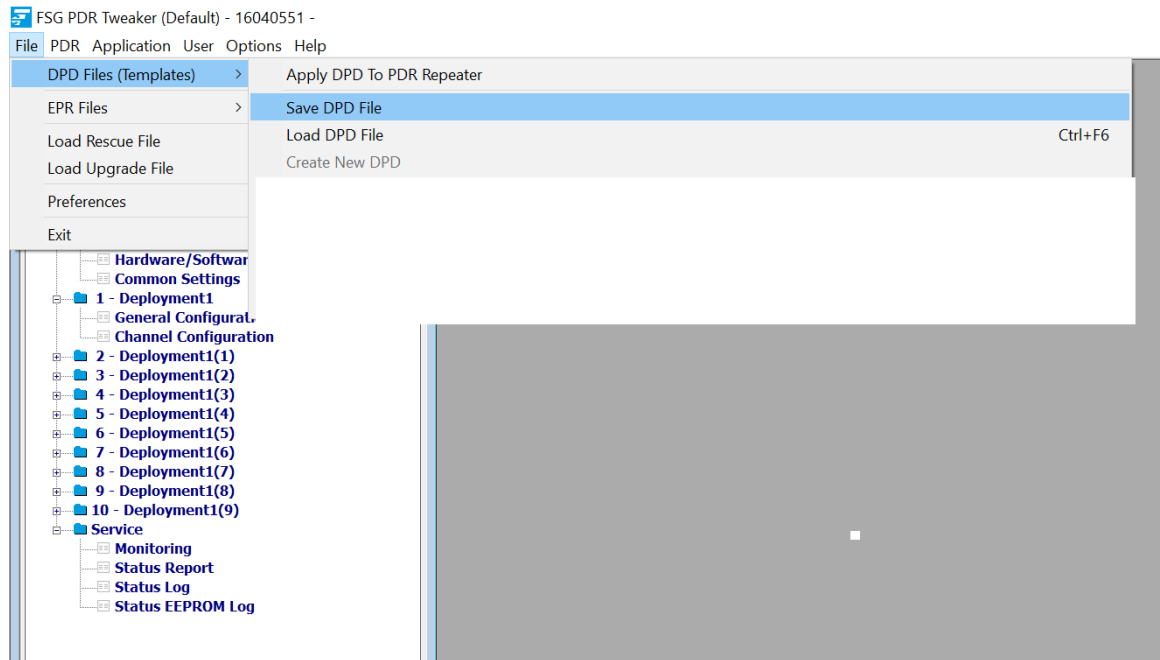 FSG PDR Tweaker (Default) - 16040551 -
File PDR Application User Options Help
DPD Files (Templates) >
Apply DPD To PDR Repeater
EPR Files >
Save DPD File
Load Rescue File
Load DPD File Ctrl+F6
Load Upgrade File
Create New DPD
Preferences
Exit
Hardware/Softwar
Common Settings
1 - Deployment1
General Configurat
Channel Configuration
2 - Deployment1(1)
3 - Deployment1(2)
4 - Deployment1(3)
5 - Deployment1(4)
6 - Deployment1(5)
7 - Deployment1(6)
8 - Deployment1(7)
9 - Deployment1(8)
10 - Deployment1(9)
Service
Monitoring
Status Report
Status Log
Status EEPROM Log